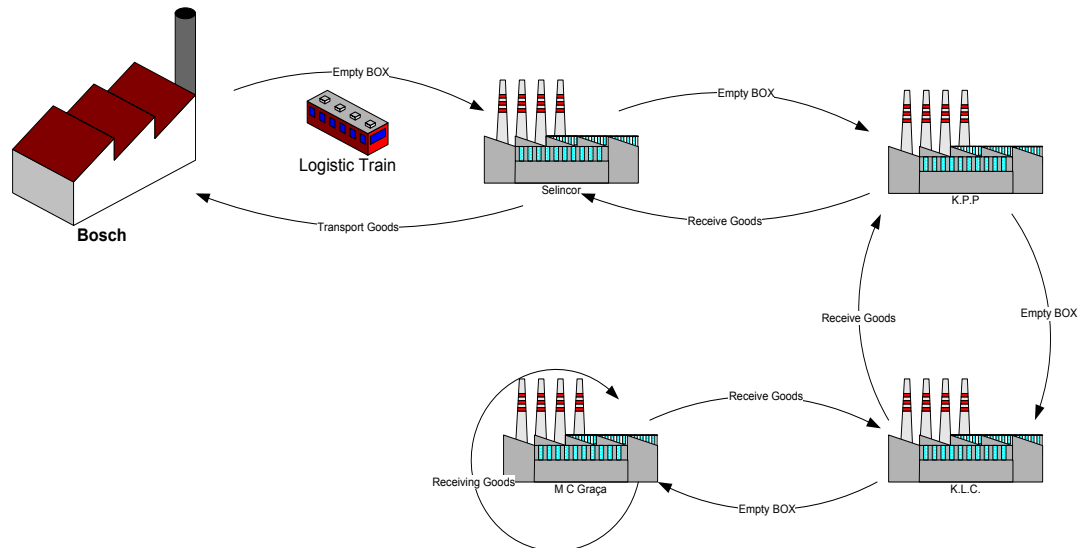 Empty BOX
Logistic Train
Empty BOX
Selincor
K.P.P
Transport Goods
Receive Goods
Bosch
Receive Goods
Empty BOX
Receive Goods
Receiving Goods
M C Graça
K.L.C.
Empty BOX